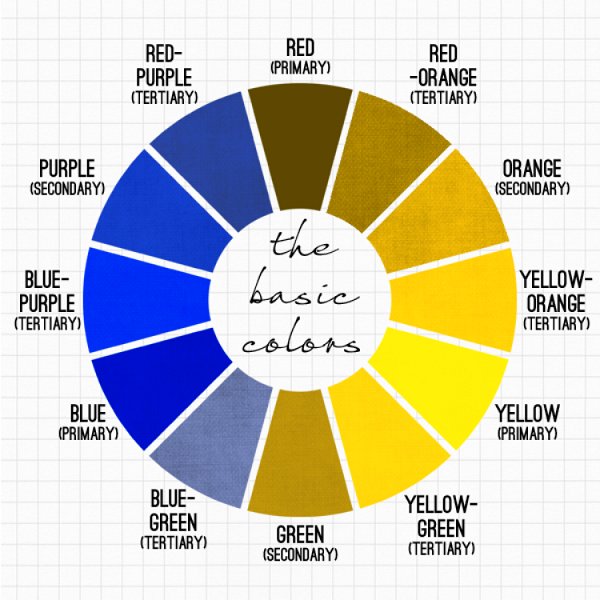 RED
(PRIMARY)
RED
-ORANGE
(TERTIARY)
ORANGE
(SECONDARY)
YELLOW-
ORANGE
(TERTIARY)
YELLOW
(PRIMARY)
YELLOW-
GREEN
(TERTIARY)
GREEN
(SECONDARY)
BLUE-
GREEN
(TERTIARY)
BLUE
(PRIMARY)
BLUE-
PURPLE
(TERTIARY)
PURPLE
(SECONDARY)
RED-
PURPLE
(TERTIARY)
the
basic
colors